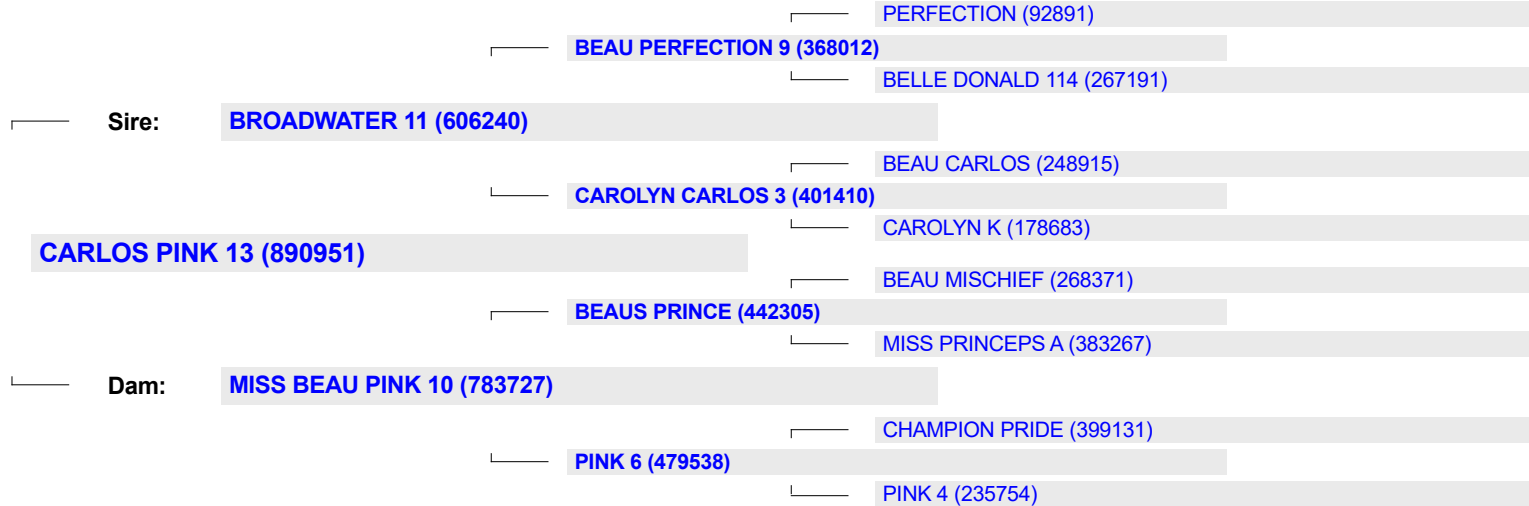 PERFECTION (92891)
BEAU PERFECTION 9 (368012)
BELLE DONALD 114 (267191)
Sire: BROADWATER 11 (606240)
BEAU CARLOS (248915)
CAROLYN CARLOS 3 (401410)
CAROLYN K (178683)
CARLOS PINK 13 (890951)
BEAU MISCHIEF (268371)
BEAUS PRINCE (442305)
MISS PRINCEPS A (383267)
Dam: MISS BEAU PINK 10 (783727)
CHAMPION PRIDE (399131)
PINK 6 (479538)
PINK 4 (235754)